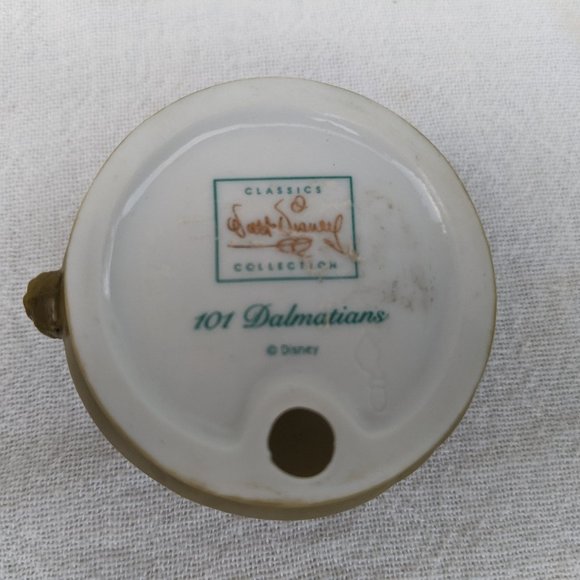 CLASSICS
Walt Disney
COLLECTION
101 Dalmatians
© Disney